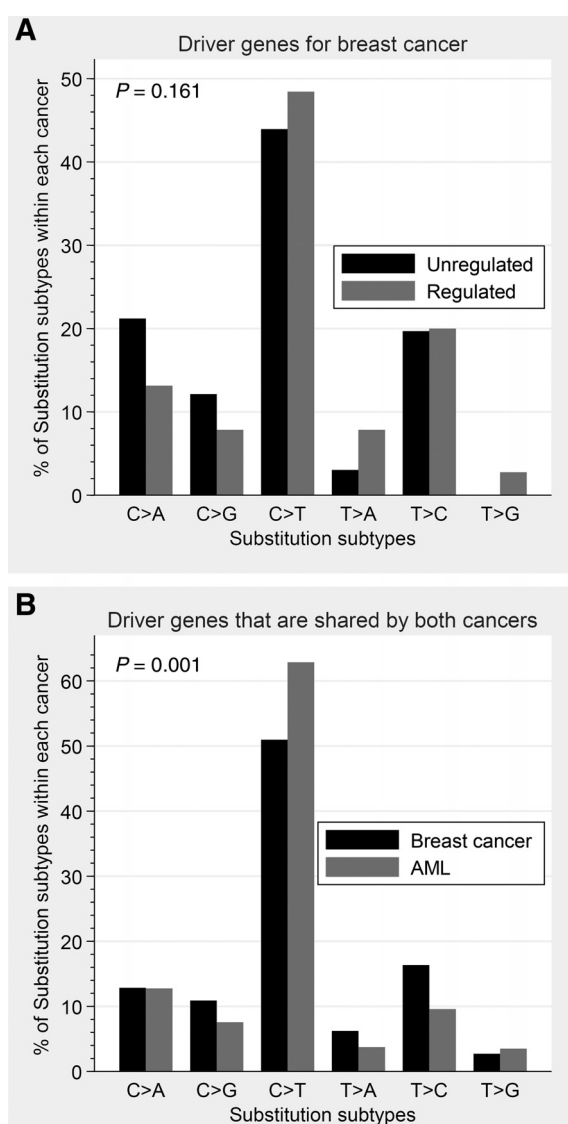 A
Driver genes for breast cancer
% of Substitution subtypes within each cancer
P = 0.161
50
40
30
20
10
0
Unregulated
Regulated
C>A C>G C>T T>A T>C T>G
Substitution subtypes
B
Driver genes that are shared by both cancers
% of Substitution subtypes within each cancer
P = 0.001
60
50
40
30
20
10
0
Breast cancer
AML
C>A C>G C>T T>A T>C T>G
Substitution subtypes